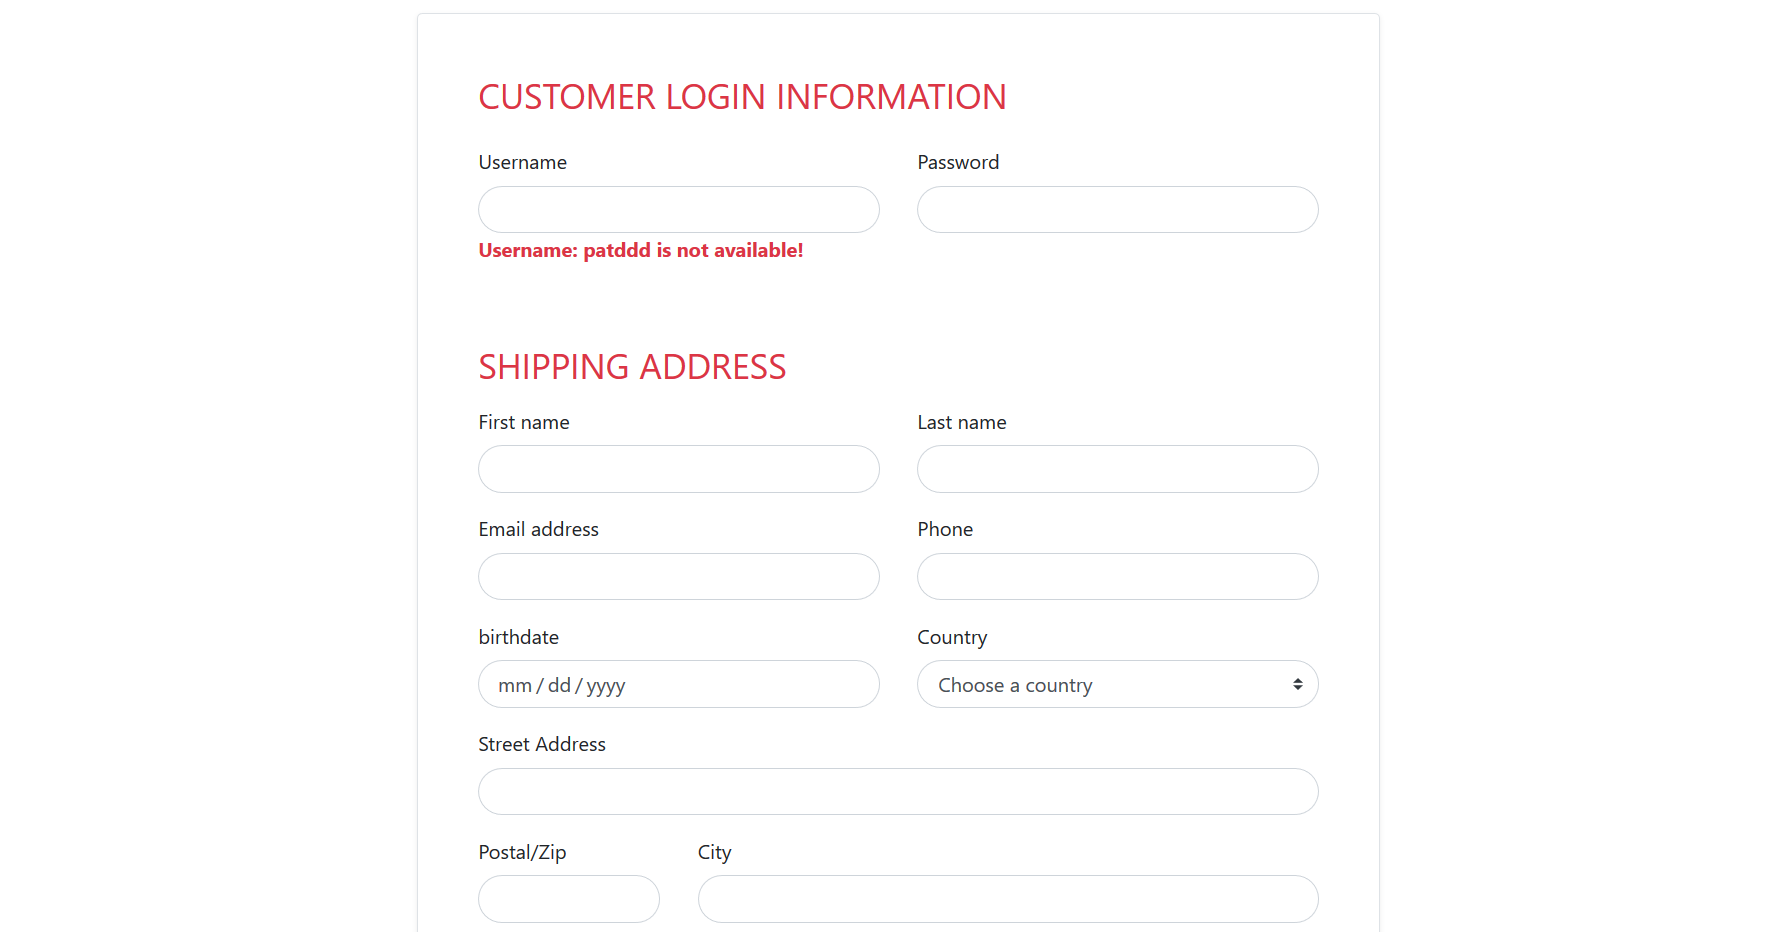 CUSTOMER LOGIN INFORMATION
Username Password
Username: patddd is not available!
SHIPPING ADDRESS
First name Last name
Email address Phone
birthdate Country
mm / dd / yyyy Choose a country
Street Address
Postal/Zip City